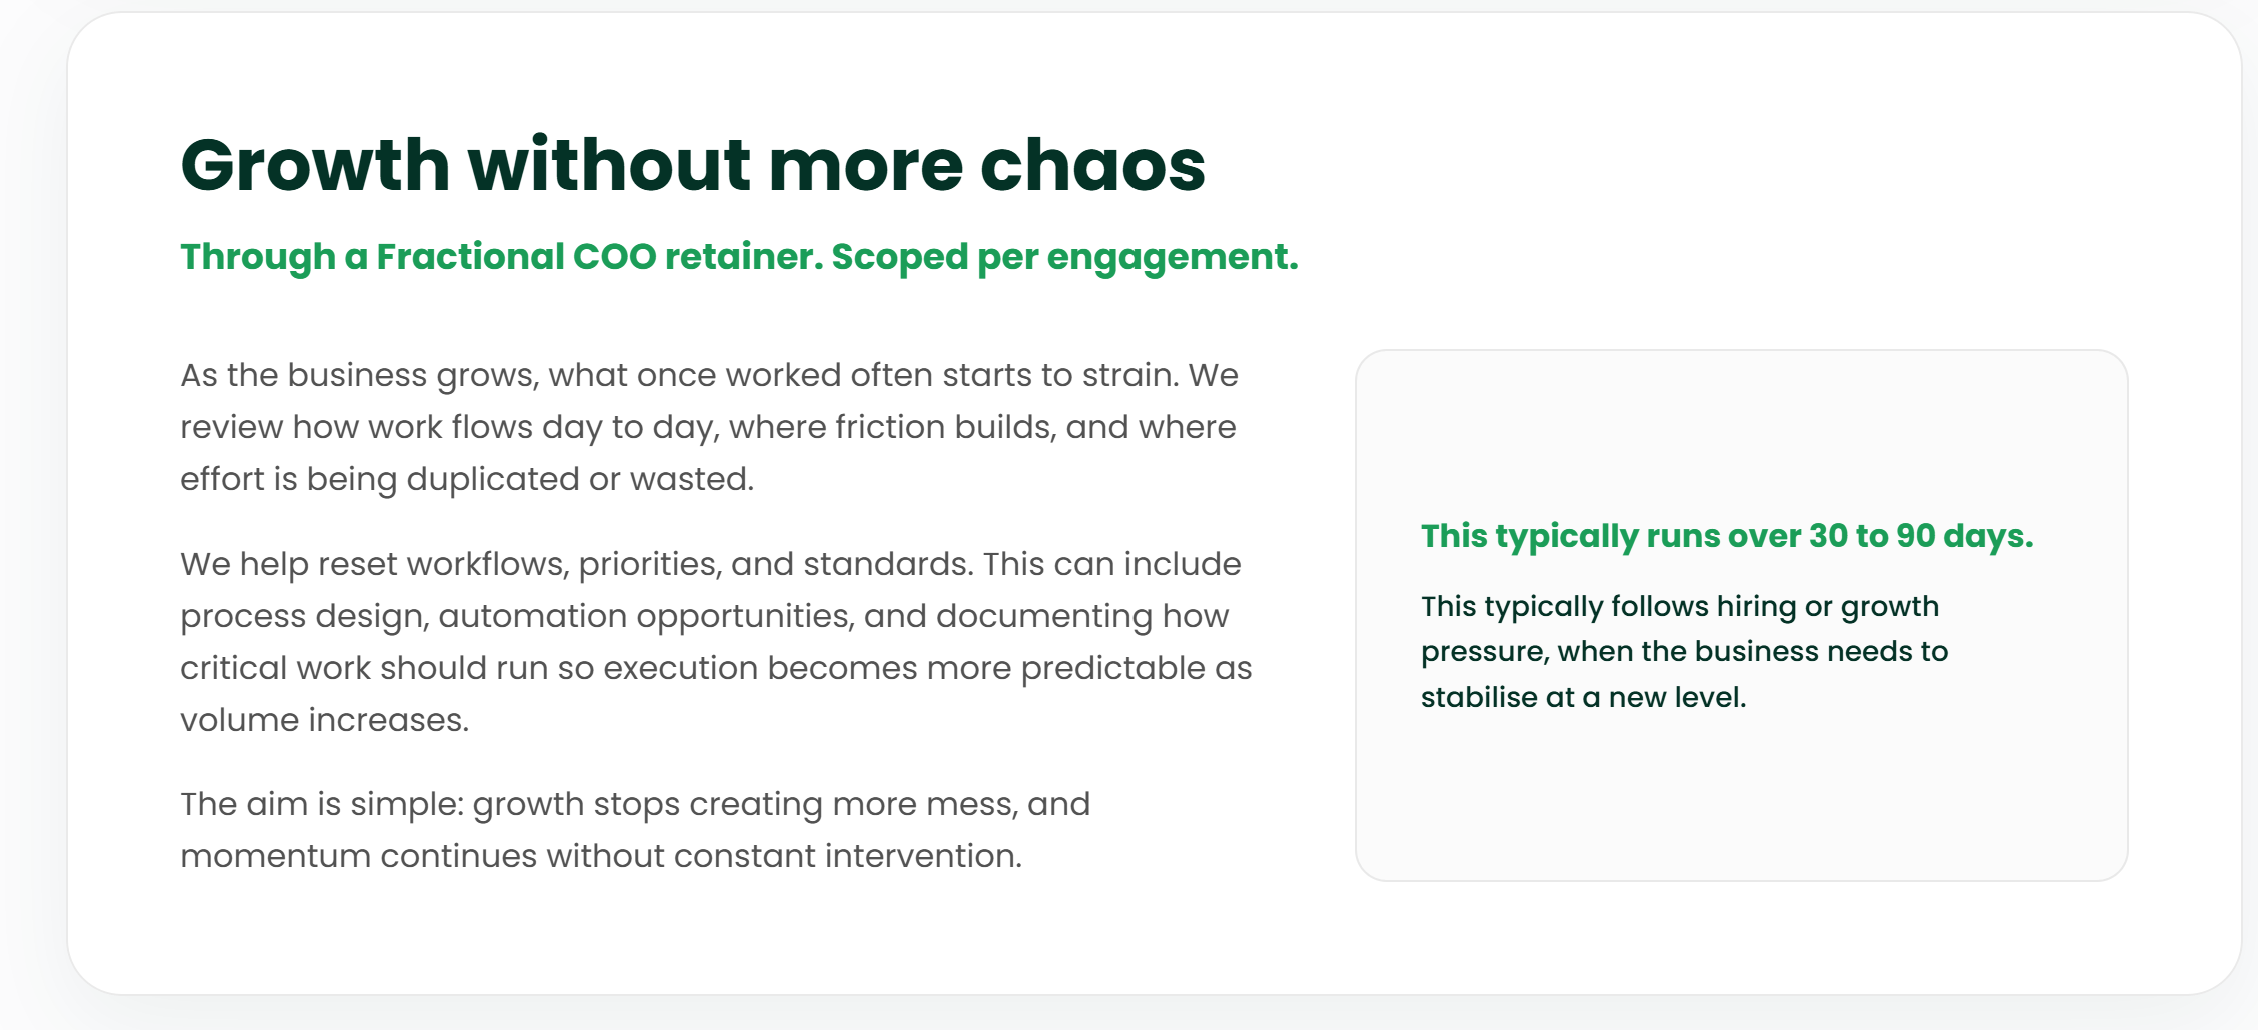 Growth without more chaos
Through a Fractional COO retainer. Scoped per engagement.
As the business grows, what once worked often starts to strain. We
review how work flows day to day, where friction builds, and where
effort is being duplicated or wasted.
We help reset workflows, priorities, and standards. This can include
process design, automation opportunities, and documenting how
critical work should run so execution becomes more predictable as
volume increases.
The aim is simple: growth stops creating more mess, and
momentum continues without constant intervention.
This typically runs over 30 to 90 days.
This typically follows hiring or growth
pressure, when the business needs to
stabilise at a new level.